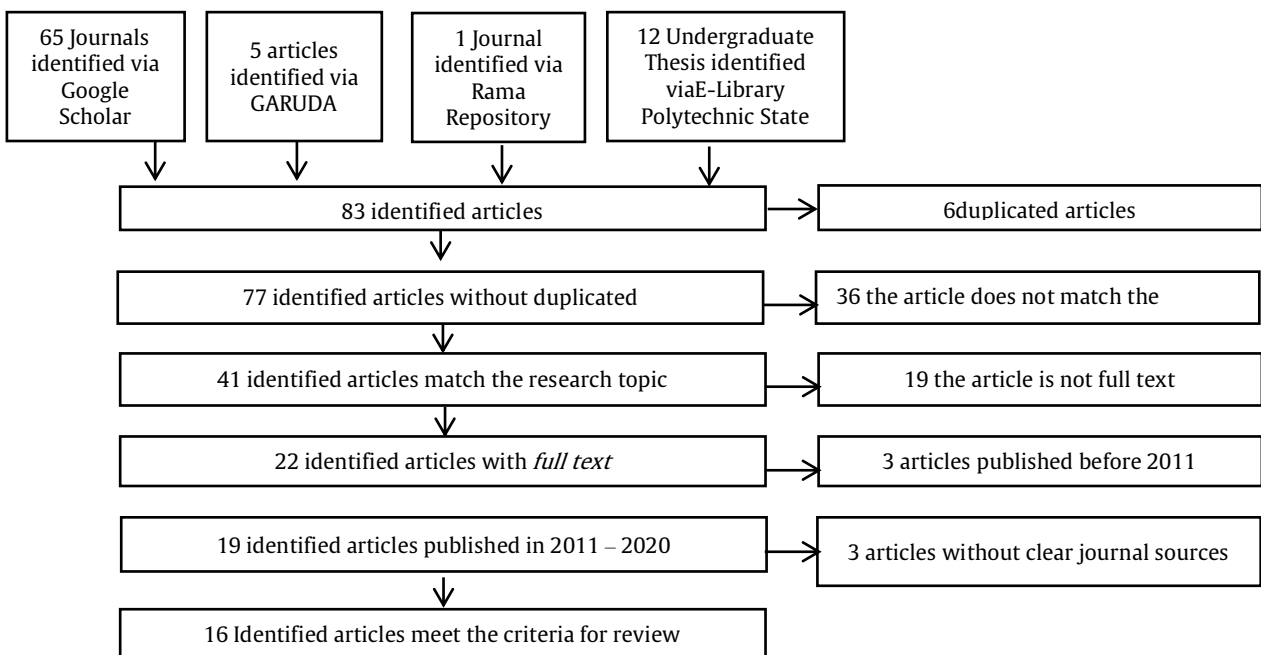 65 Journals
identified via
Google
Scholar
5 articles
identified via
GARUDA
1 Journal
identified via
Rama
Repository
12 Undergraduate
Thesis identified
viaE-Library
Polytechnic State
83 identified articles
6duplicated articles
77 identified articles without duplicated
36 the article does not match the
41 identified articles match the research topic
19 the article is not full text
22 identified articles with full text
3 articles published before 2011
19 identified articles published in 2011 – 2020
3 articles without clear journal sources
16 Identified articles meet the criteria for review